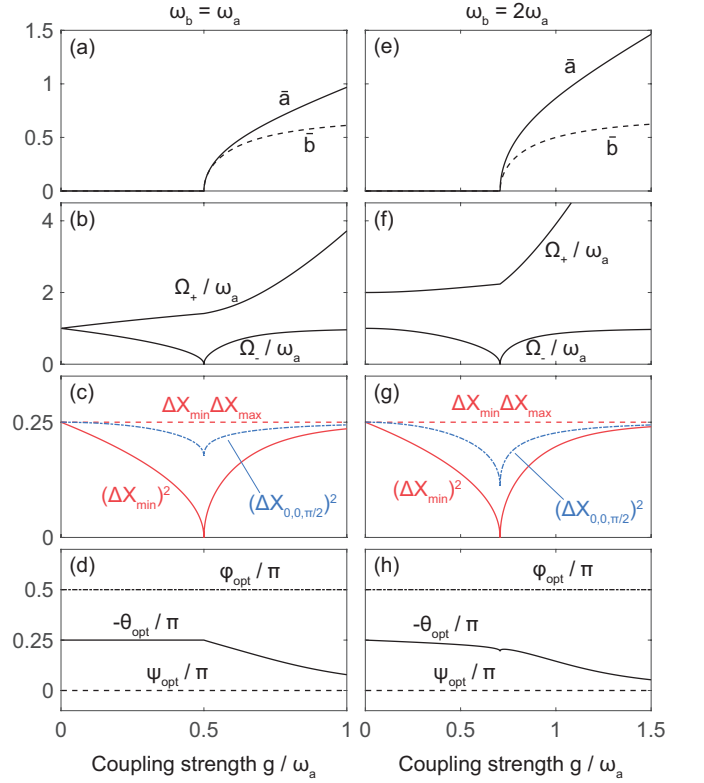 ω_b = ω_a
ω_b = 2ω_a
(a)
ā
b̄
1.5
1
0.5
0
(e)
ā
b̄
(b)
Ω_+ / ω_a
Ω_- / ω_a
4
2
0
(f)
Ω_+ / ω_a
Ω_- / ω_a
(c)
ΔX_min ΔX_max
(ΔX_min)^2
(ΔX_0,0,π/2)^2
0.25
0
(g)
ΔX_min ΔX_max
(ΔX_min)^2
(ΔX_0,0,π/2)^2
(d)
φ_opt / π
-θ_opt / π
ψ_opt / π
0.5
0.25
0
(h)
φ_opt / π
-θ_opt / π
ψ_opt / π
0 0.5 1
0 0.5 1 1.5
Coupling strength g / ω_a
Coupling strength g / ω_a